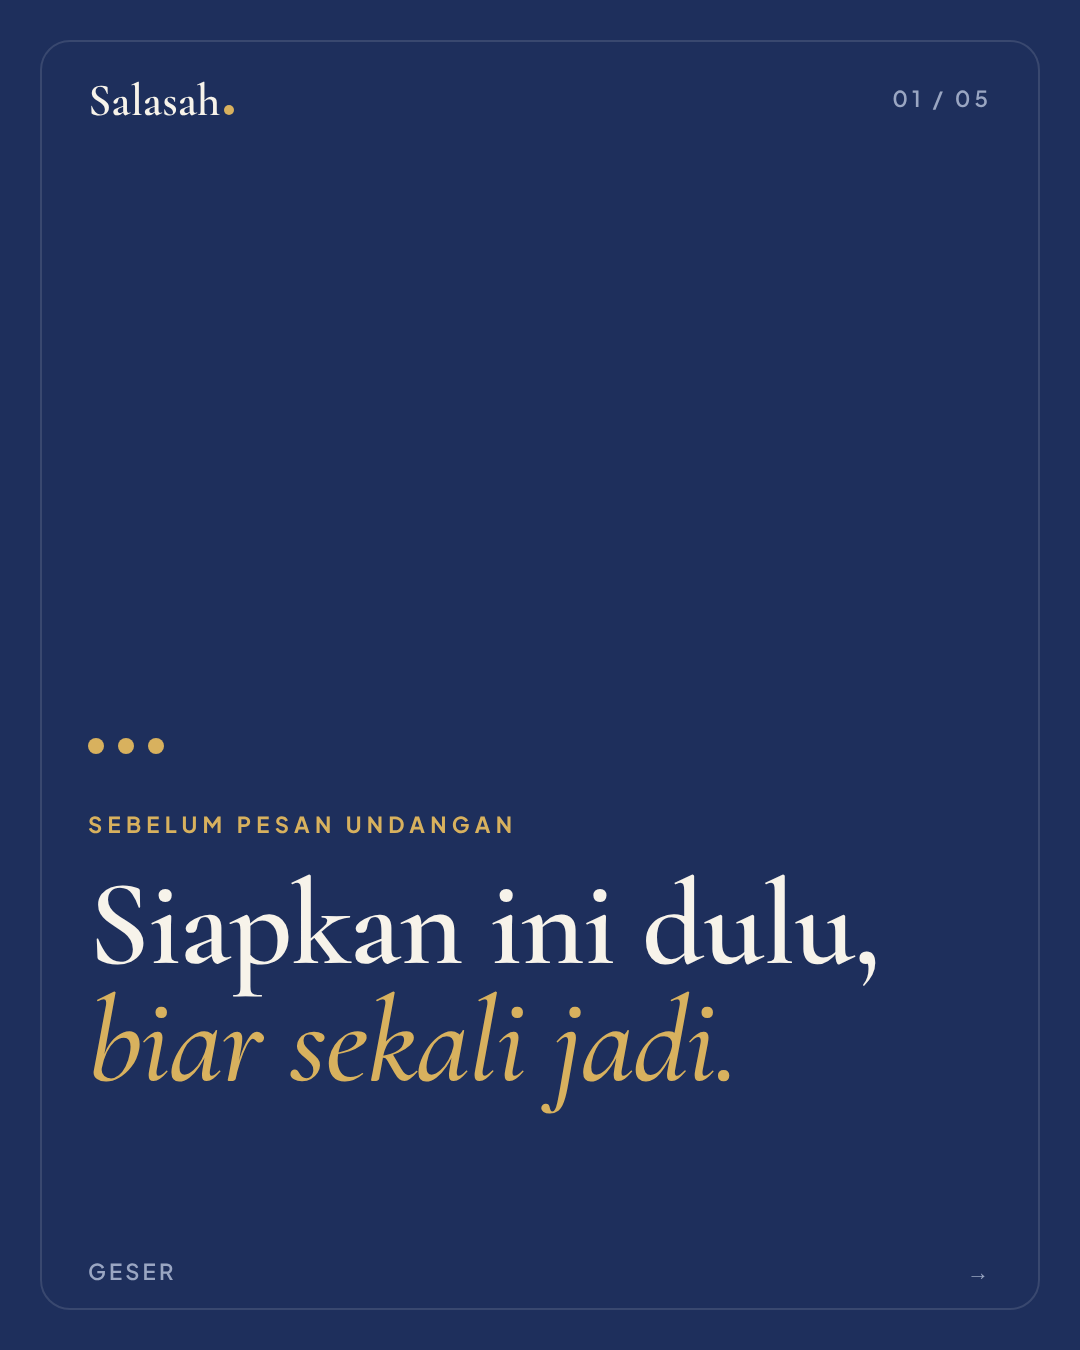 Salasah.
01 / 05
SEBELUM PESAN UNDANGAN
Siapkan ini dulu,
biar sekali jadi.
GESER →